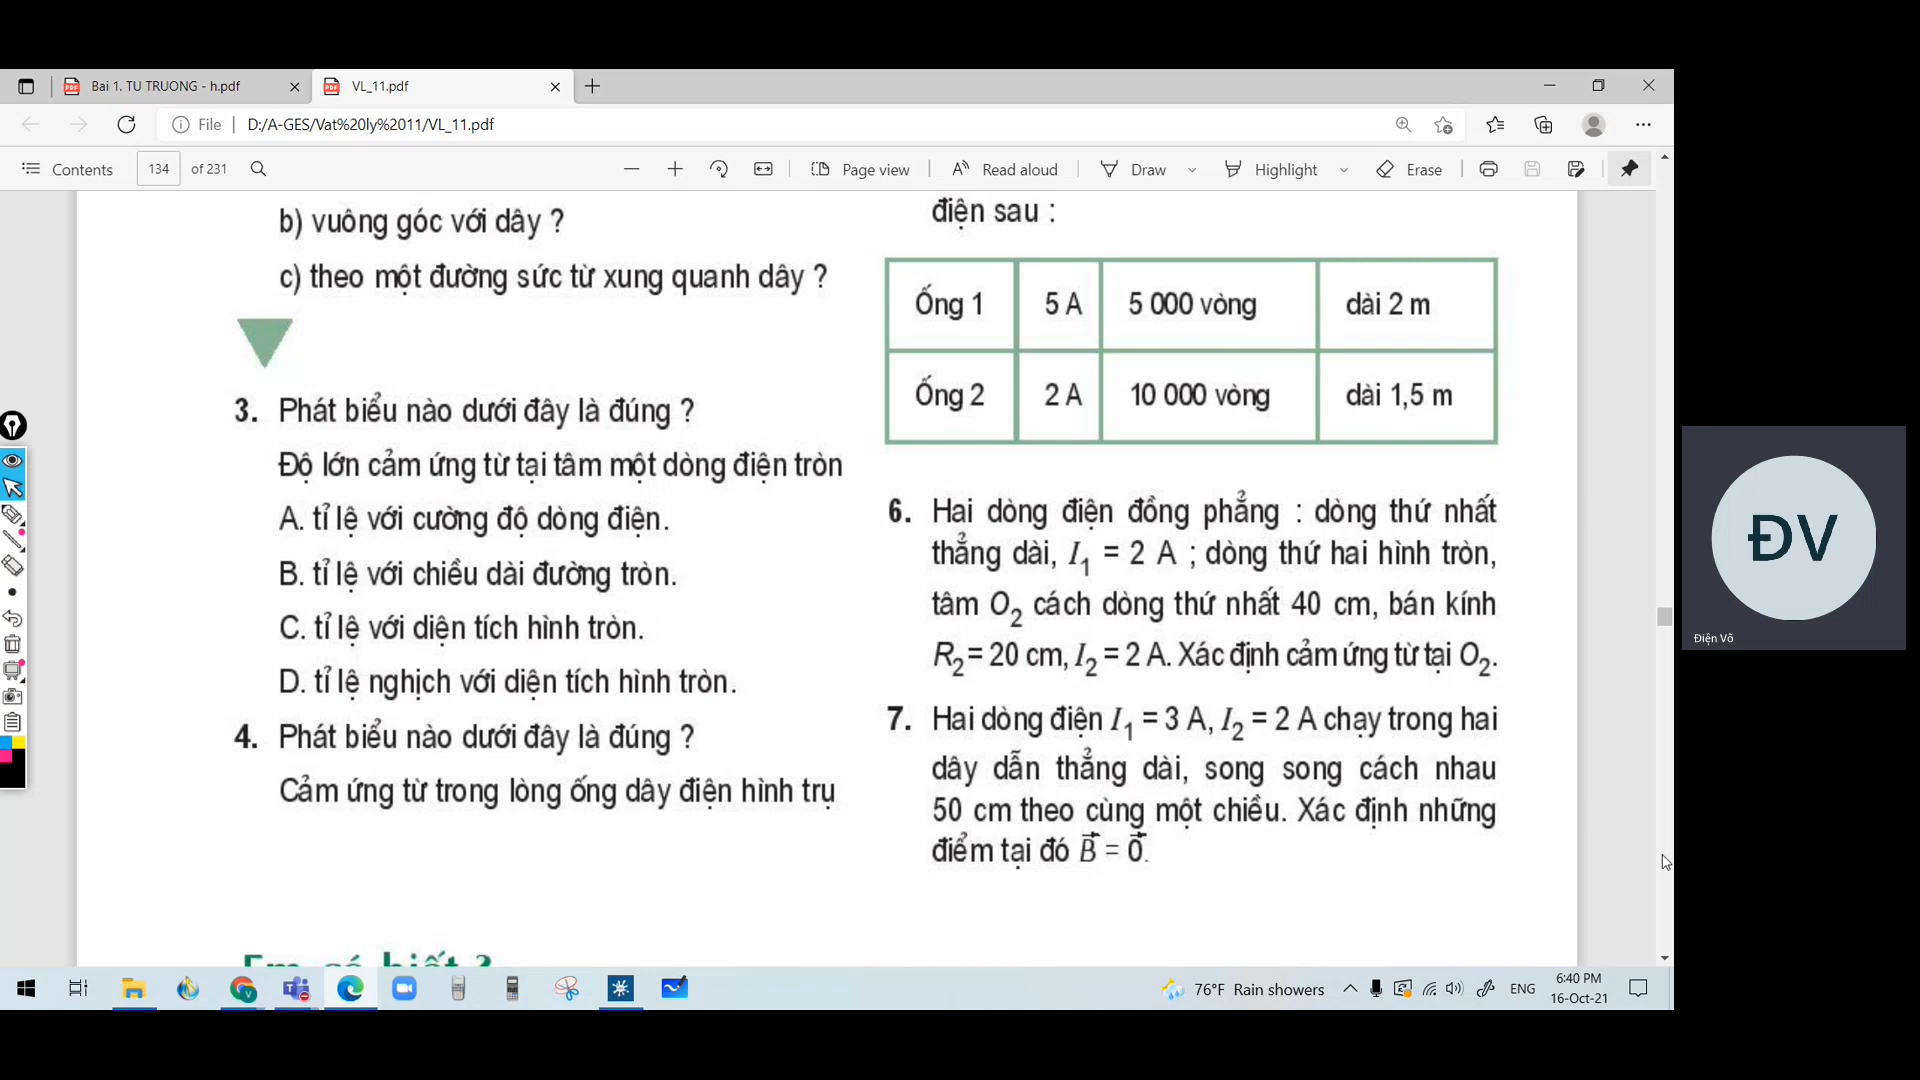 Bai 1. TU TRUONG - h.pdf
VL_11.pdf
File
D:/A-GES/Vat%20ly%2011/VL_11.pdf
Contents
134
of 231
Page view
Read aloud
Draw
Highlight
Erase
b) vuông góc với dây ?
c) theo một đường sức từ xung quanh dây ?
3. Phát biểu nào dưới đây là đúng ?
Độ lớn cảm ứng từ tại tâm một dòng điện tròn
A. tỉ lệ với cường độ dòng điện.
B. tỉ lệ với chiều dài đường tròn.
C. tỉ lệ với diện tích hình tròn.
D. tỉ lệ nghịch với diện tích hình tròn.
4. Phát biểu nào dưới đây là đúng ?
Cảm ứng từ trong lòng ống dây điện hình trụ
điện sau :
Ống 1 5 A 5 000 vòng dài 2 m
Ống 2 2 A 10 000 vòng dài 1,5 m
6. Hai dòng điện đồng phẳng : dòng thứ nhất
thẳng dài, I₁ = 2 A ; dòng thứ hai hình tròn,
tâm O₂ cách dòng thứ nhất 40 cm, bán kính
R₂ = 20 cm, I₂ = 2 A. Xác định cảm ứng từ tại O₂.
7. Hai dòng điện I₁ = 3 A, I₂ = 2 A chạy trong hai
dây dẫn thẳng dài, song song cách nhau
50 cm theo cùng một chiều. Xác định những
điểm tại đó B⃗ = 0⃗.
Em có biết ?
ĐV
Điện Võ
76°F Rain showers
ENG
6:40 PM
16-Oct-21